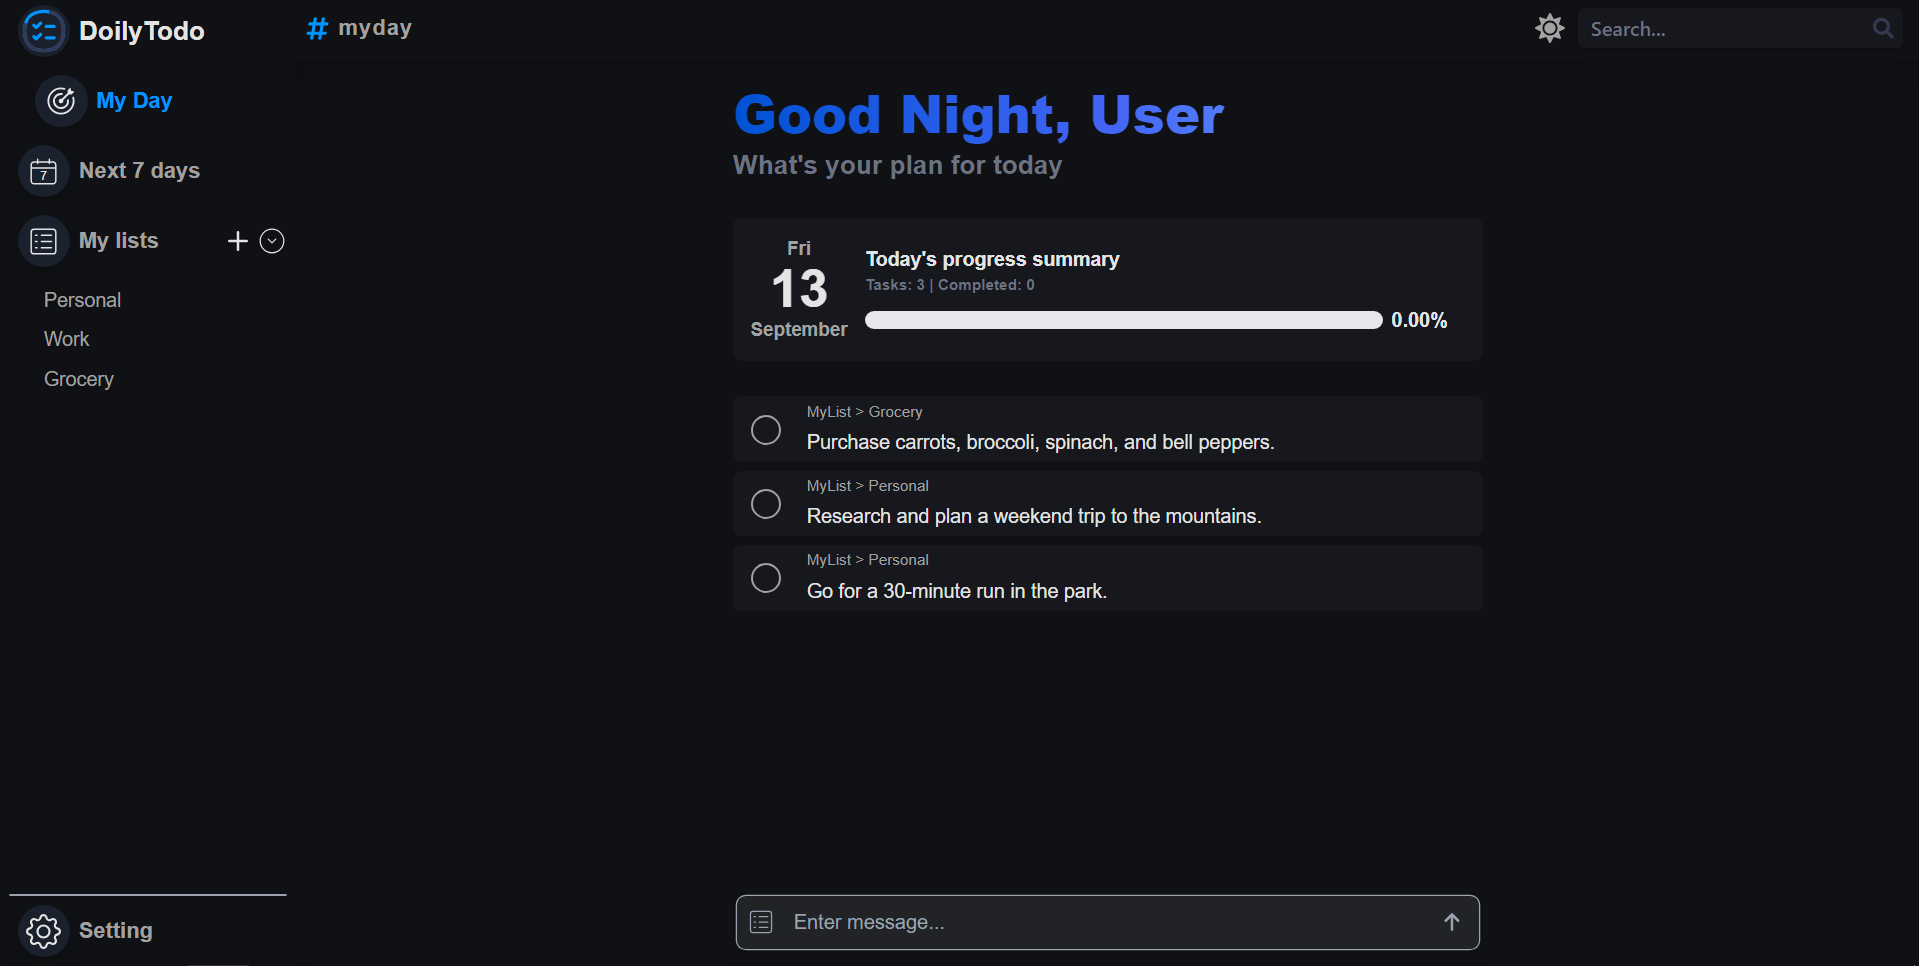 DoilyTodo
My Day
7
Next 7 days
My lists
Personal
Work
Grocery
Setting
# myday
Search...
Good Night, User
What's your plan for today
Fri
13
September
Today's progress summary
Tasks: 3 | Completed: 0
0.00%
MyList > Grocery
Purchase carrots, broccoli, spinach, and bell peppers.
MyList > Personal
Research and plan a weekend trip to the mountains.
MyList > Personal
Go for a 30-minute run in the park.
Enter message...